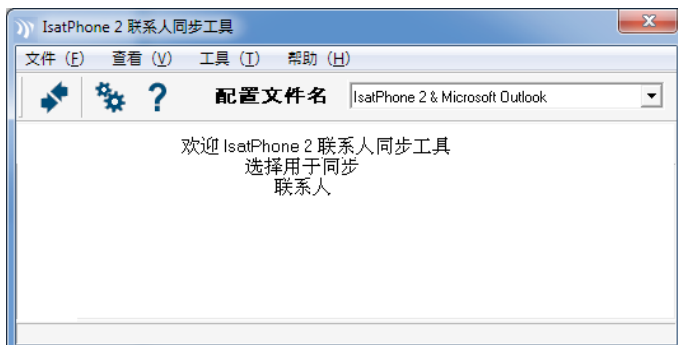 IsatPhone 2 联系人同步工具
文件 (F) 查看 (V) 工具 (T) 帮助 (H)
配置文件名 IsatPhone 2 & Microsoft Outlook
欢迎 IsatPhone 2 联系人同步工具
选择用于同步
联系人